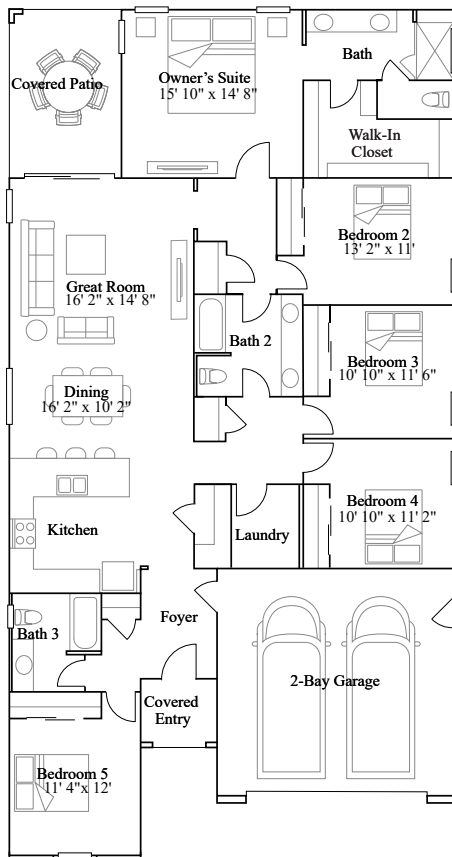 Bath
Owner's Suite
15' 10" x 14' 8"
Covered Patio
Walk-In
Closet
Bedroom 2
13' 2" x 11'
Great Room
16' 2" x 14' 8"
Bath 2
Bedroom 3
10' 10" x 11' 6"
Dining
16' 2" x 10' 2"
Bedroom 4
10' 10" x 11' 2"
Kitchen
Laundry
Foyer
Bath 3
2-Bay Garage
Covered
Entry
Bedroom 5
11' 4"x 12'